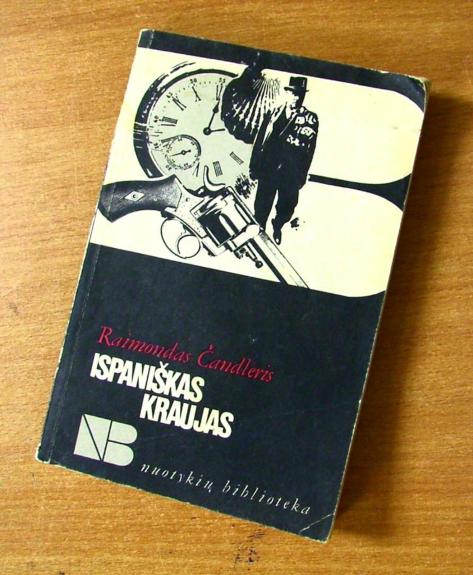 Raimondas Čandleris
ISPANIŠKAS
KRAUJAS
NB
nuotykių biblioteka